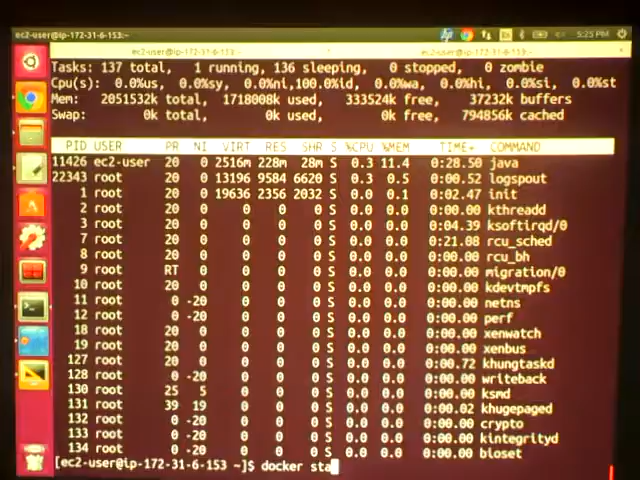 ec2-user@ip-172-31-6-153:~
5:25 PM
ec2-user@ip-172-31-6-153:~ ec2-user@ip-172-31-6-153:~
Tasks: 137 total, 1 running, 136 sleeping, 0 stopped, 0 zombie
Cpu(s): 0.0%us, 0.0%sy, 0.0%ni,100.0%id, 0.0%wa, 0.0%hi, 0.0%si, 0.0%st
Mem: 2051532k total, 1718008k used, 333524k free, 37232k buffers
Swap: 0k total, 0k used, 0k free, 794856k cached
PID USER PR NI VIRT RES SHR S %CPU %MEM TIME+ COMMAND
11426 ec2-user 20 0 2516m 228m 28m S 0.3 11.4 0:28.50 java
22343 root 20 0 13196 9584 6620 S 0.3 0.5 0:00.52 logspout
1 root 20 0 19636 2356 2032 S 0.0 0.1 0:02.47 init
2 root 20 0 0 0 0 S 0.0 0.0 0:00.00 kthreadd
3 root 20 0 0 0 0 S 0.0 0.0 0:04.39 ksoftirqd/0
7 root 20 0 0 0 0 S 0.0 0.0 0:21.08 rcu_sched
8 root 20 0 0 0 0 S 0.0 0.0 0:00.00 rcu_bh
9 root RT 0 0 0 0 S 0.0 0.0 0:00.00 migration/0
10 root 20 0 0 0 0 S 0.0 0.0 0:00.00 kdevtmpfs
11 root 0 -20 0 0 0 S 0.0 0.0 0:00.00 netns
12 root 0 -20 0 0 0 S 0.0 0.0 0:00.00 perf
18 root 20 0 0 0 0 S 0.0 0.0 0:00.00 xenwatch
19 root 20 0 0 0 0 S 0.0 0.0 0:00.00 xenbus
127 root 20 0 0 0 0 S 0.0 0.0 0:00.72 khungtaskd
128 root 0 -20 0 0 0 S 0.0 0.0 0:00.00 writeback
130 root 25 5 0 0 0 S 0.0 0.0 0:00.00 ksmd
131 root 39 19 0 0 0 S 0.0 0.0 0:00.02 khugepaged
132 root 0 -20 0 0 0 S 0.0 0.0 0:00.00 crypto
133 root 0 -20 0 0 0 S 0.0 0.0 0:00.00 kintegrityd
134 root 0 -20 0 0 0 S 0.0 0.0 0:00.00 bioset
[ec2-user@ip-172-31-6-153 ~]$ docker sta